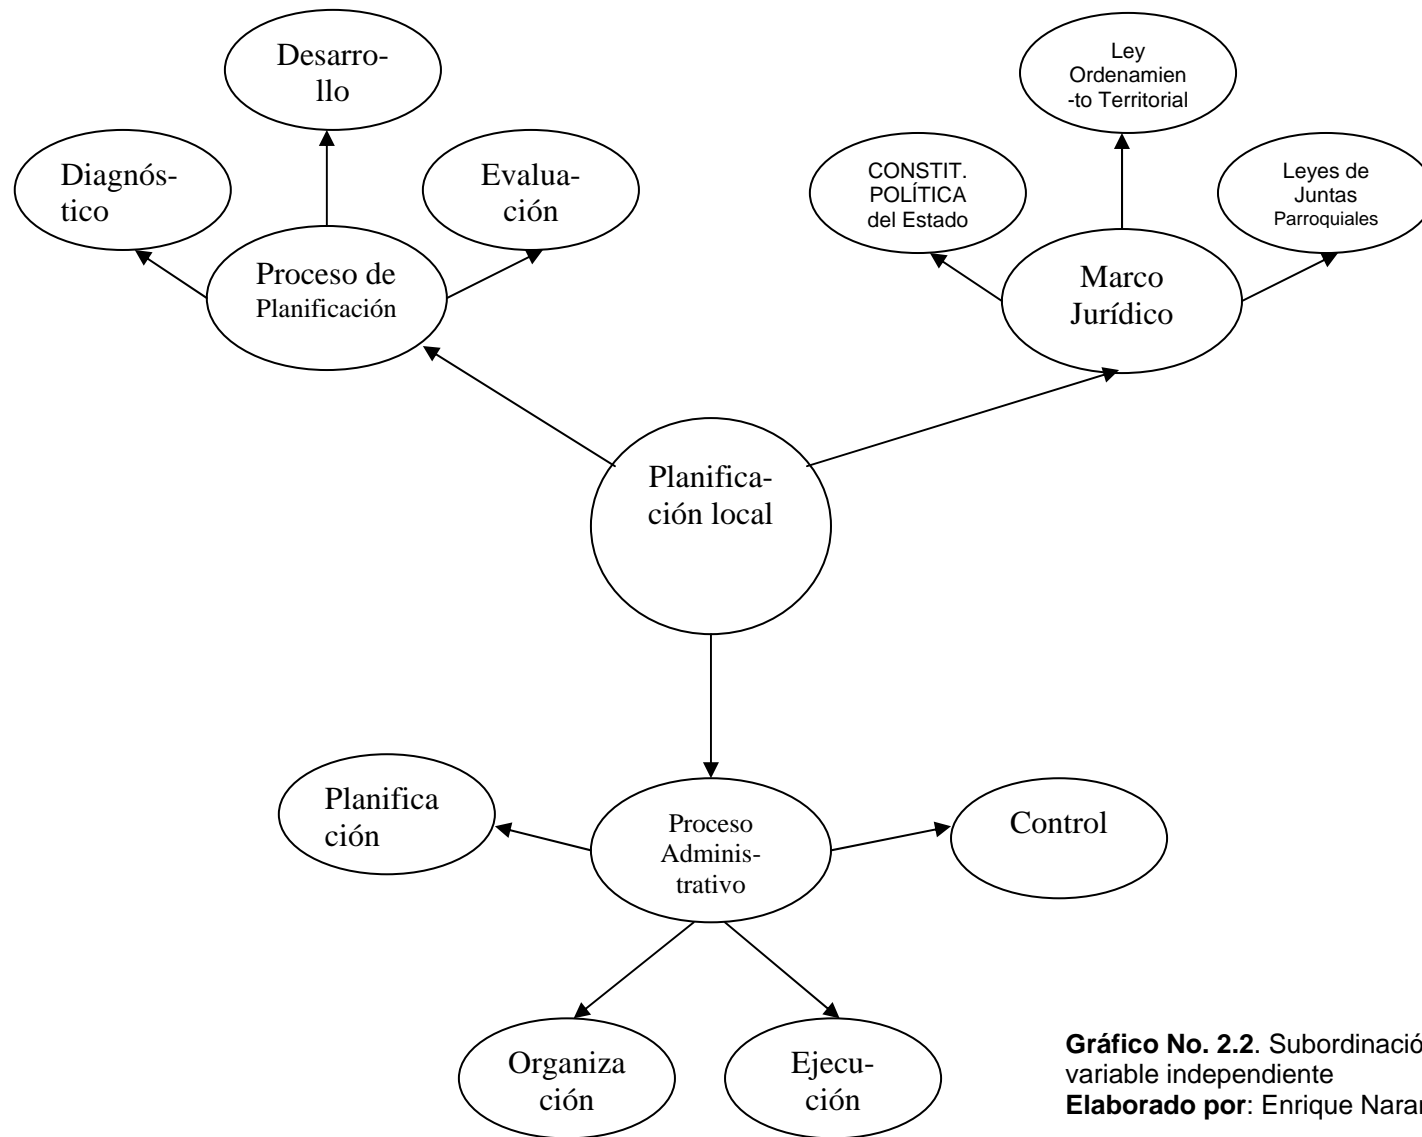 Desarro-
llo
Diagnós-
tico
Evalua-
ción
Proceso de
Planificación
Ley
Ordenamien
-to Territorial
CONSTIT.
POLÍTICA
del Estado
Leyes de
Juntas
Parroquiales
Marco
Jurídico
Planifica-
ción local
Planifica
ción
Proceso
Adminis-
trativo
Control
Organiza
ción
Ejecu-
ción
Gráfico No. 2.2. Subordinació
variable independiente
Elaborado por: Enrique Naran